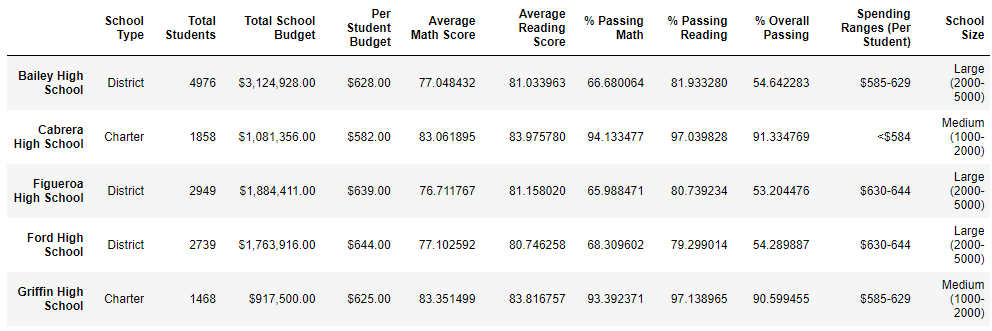 School Type Total Students Total School Budget Per Student Budget Average Math Score Average Reading Score % Passing Math % Passing Reading % Overall Passing Spending Ranges (Per Student) School Size
Bailey High School District 4976 $3,124,928.00 $628.00 77.048432 81.033963 66.680064 81.933280 54.642283 $585-629 Large (2000-5000)
Cabrera High School Charter 1858 $1,081,356.00 $582.00 83.061895 83.975780 94.133477 97.039828 91.334769 <$584 Medium (1000-2000)
Figueroa High School District 2949 $1,884,411.00 $639.00 76.711767 81.158020 65.988471 80.739234 53.204476 $630-644 Large (2000-5000)
Ford High School District 2739 $1,763,916.00 $644.00 77.102592 80.746258 68.309602 79.299014 54.289887 $630-644 Large (2000-5000)
Griffin High School Charter 1468 $917,500.00 $625.00 83.351499 83.816757 93.392371 97.138965 90.599455 $585-629 Medium (1000-2000)